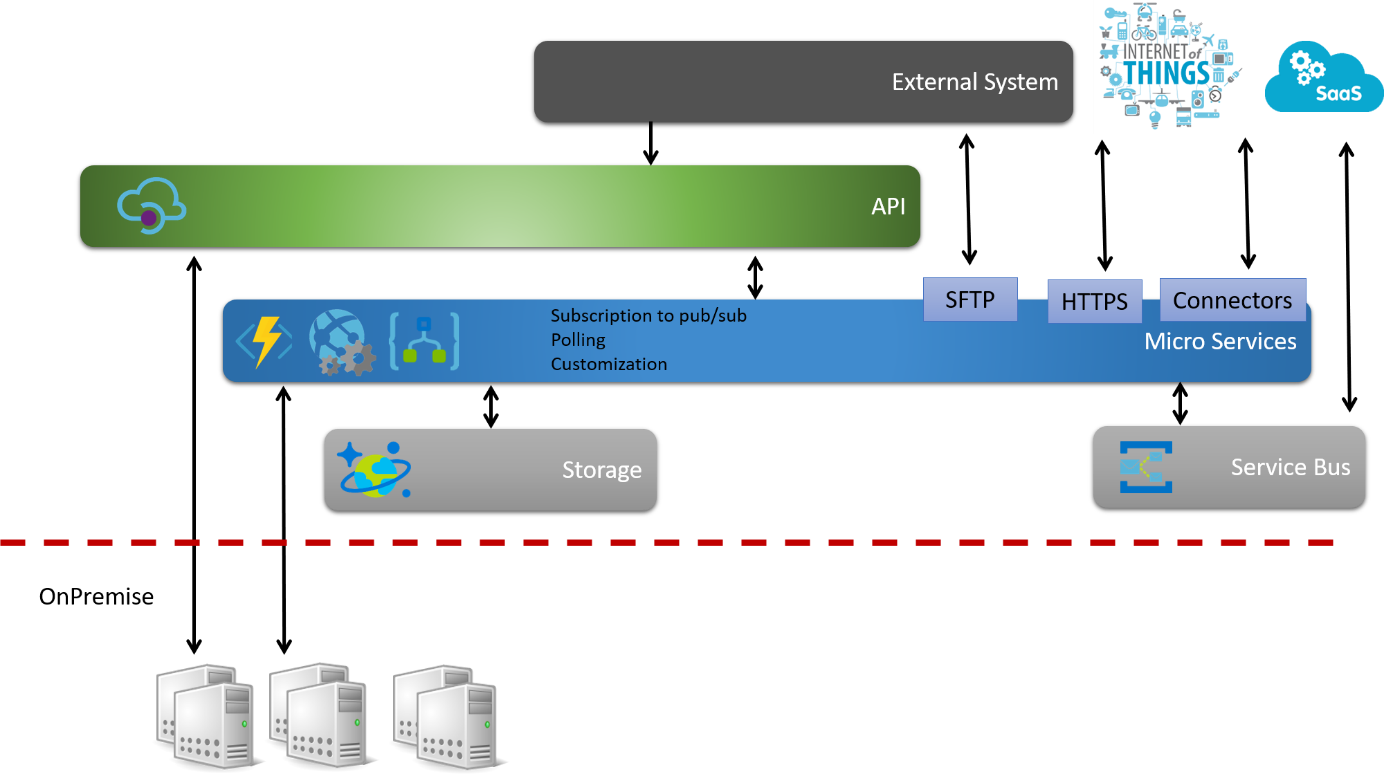 External System
INTERNET of
THINGS
SaaS
API
SFTP
HTTPS
Connectors
Subscription to pub/sub
Polling
Customization
Micro Services
Storage
Service Bus
OnPremise